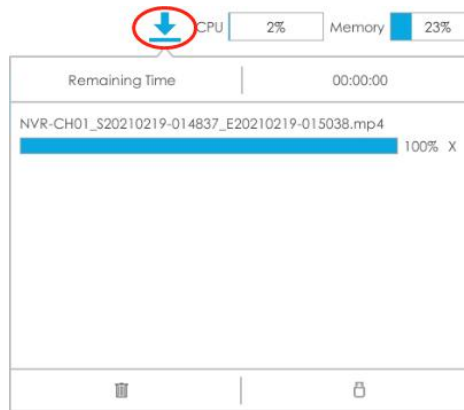 CPU 2% Memory 23%
Remaining Time 00:00:00
NVR-CH01_S20210219-014837_E20210219-015038.mp4
100% X